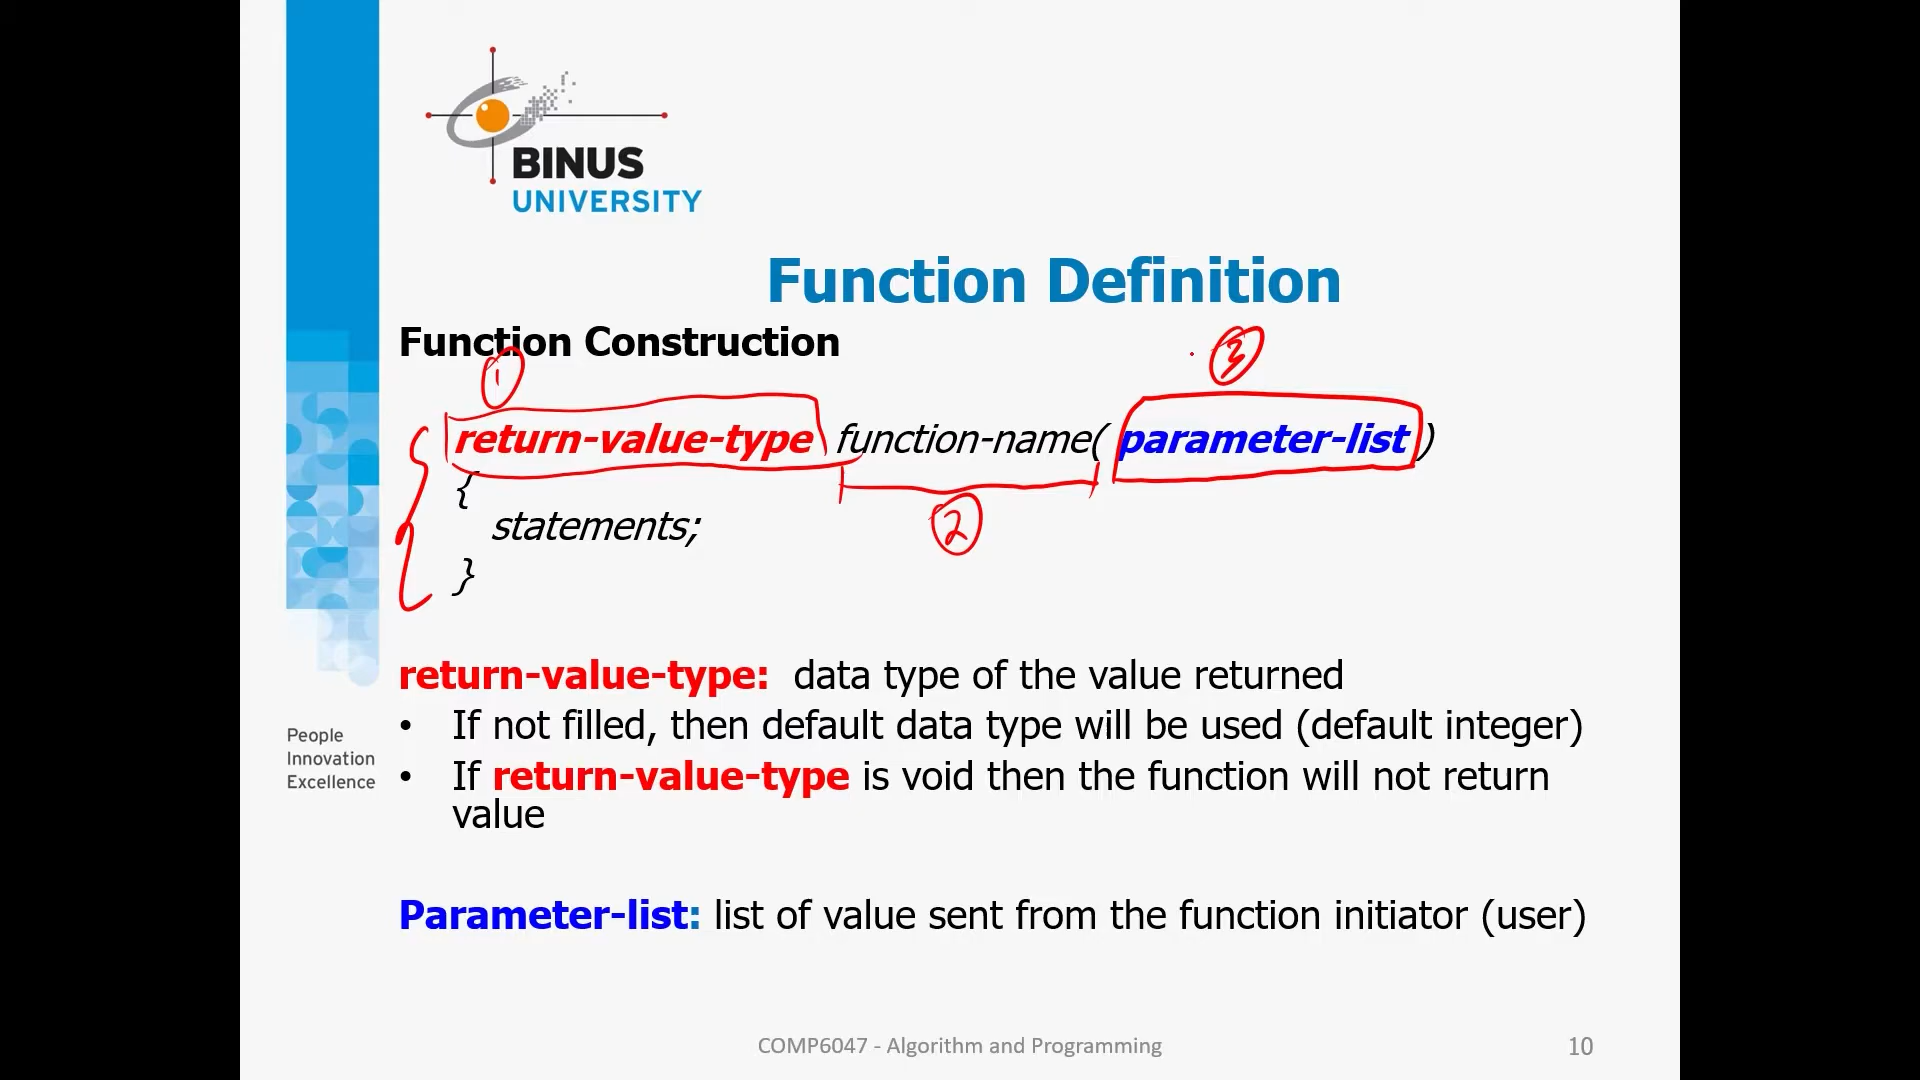 BINUS
UNIVERSITY
Function Definition
Function Construction
1
3
return-value-type function-name( parameter-list )
{
statements;
2
}
return-value-type: data type of the value returned
• If not filled, then default data type will be used (default integer)
• If return-value-type is void then the function will not return
value
Parameter-list: list of value sent from the function initiator (user)
People
Innovation
Excellence
COMP6047 - Algorithm and Programming
10